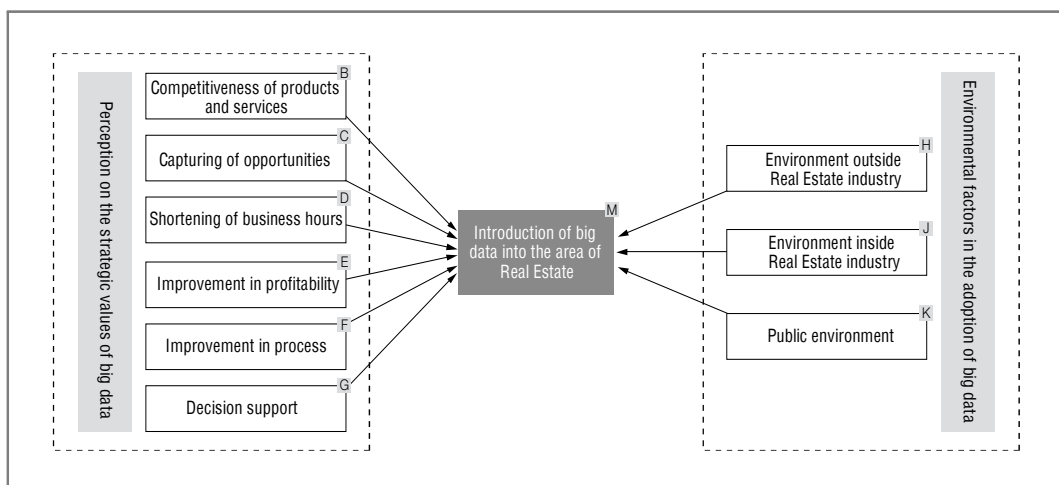 Perception on the strategic values of big data
B
Competitiveness of products
and services
C
Capturing of opportunities
D
Shortening of business hours
E
Improvement in profitability
F
Improvement in process
G
Decision support
M
Introduction of big
data into the area of
Real Estate
H
Environment outside
Real Estate industry
J
Environment inside
Real Estate industry
K
Public environment
Environmental factors in the adoption of big data